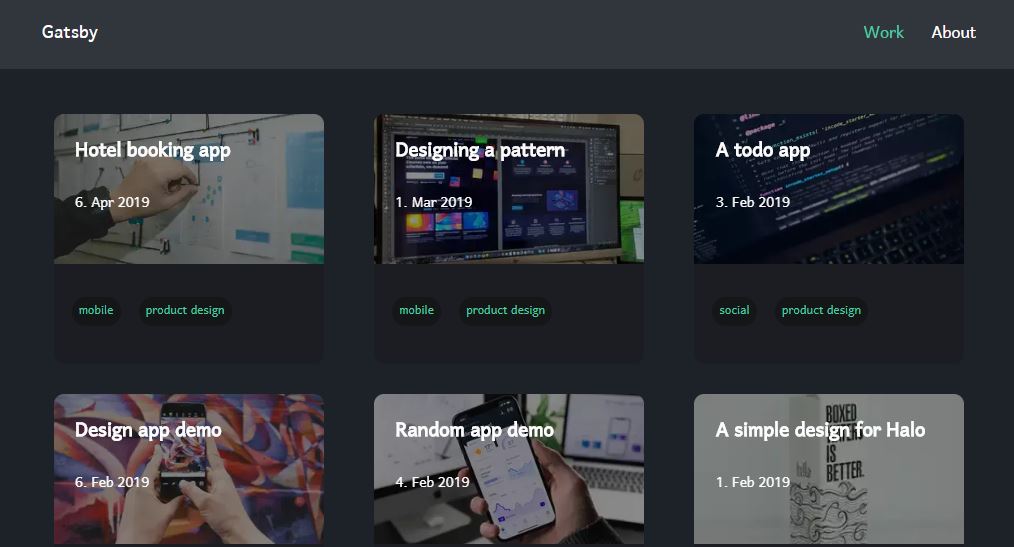 Gatsby
Work
About
Hotel booking app
6. Apr 2019
mobile
product design
Designing a pattern
1. Mar 2019
mobile
product design
A todo app
3. Feb 2019
social
product design
Design app demo
6. Feb 2019
Random app demo
4. Feb 2019
A simple design for Halo
1. Feb 2019
BOXED
IS
BETTER.